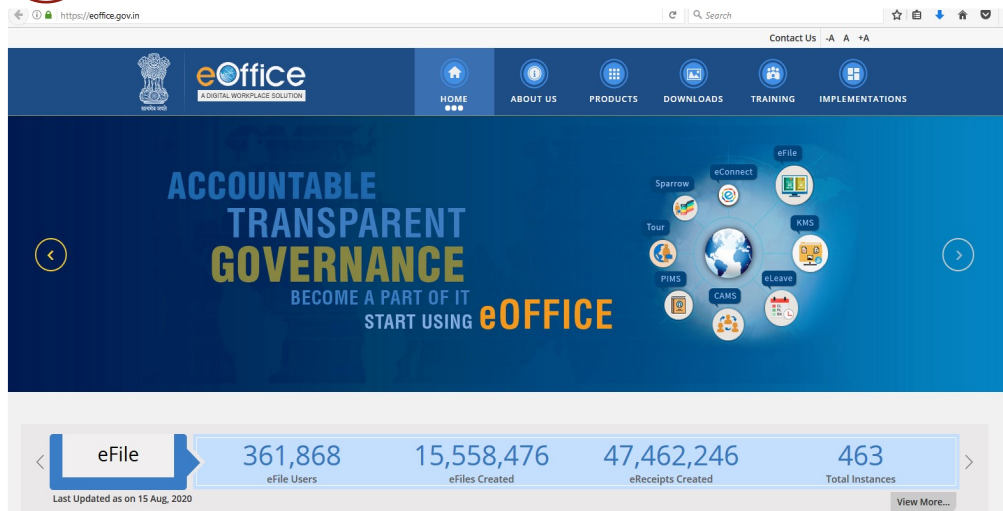 https://eoffice.gov.in
Search
Contact Us -A A +A
सत्यमेव जयते
eOffice
A DIGITAL WORKPLACE SOLUTION
HOME ABOUT US PRODUCTS DOWNLOADS TRAINING IMPLEMENTATIONS
ACCOUNTABLE
TRANSPARENT
GOVERNANCE
BECOME A PART OF IT
START USING eOFFICE
eFile
eConnect
Sparrow
KMS
Tour
PIMS
eLeave
CAMS
eFile
361,868 15,558,476 47,462,246 463
eFile Users eFiles Created eReceipts Created Total Instances
Last Updated as on 15 Aug, 2020
View More...